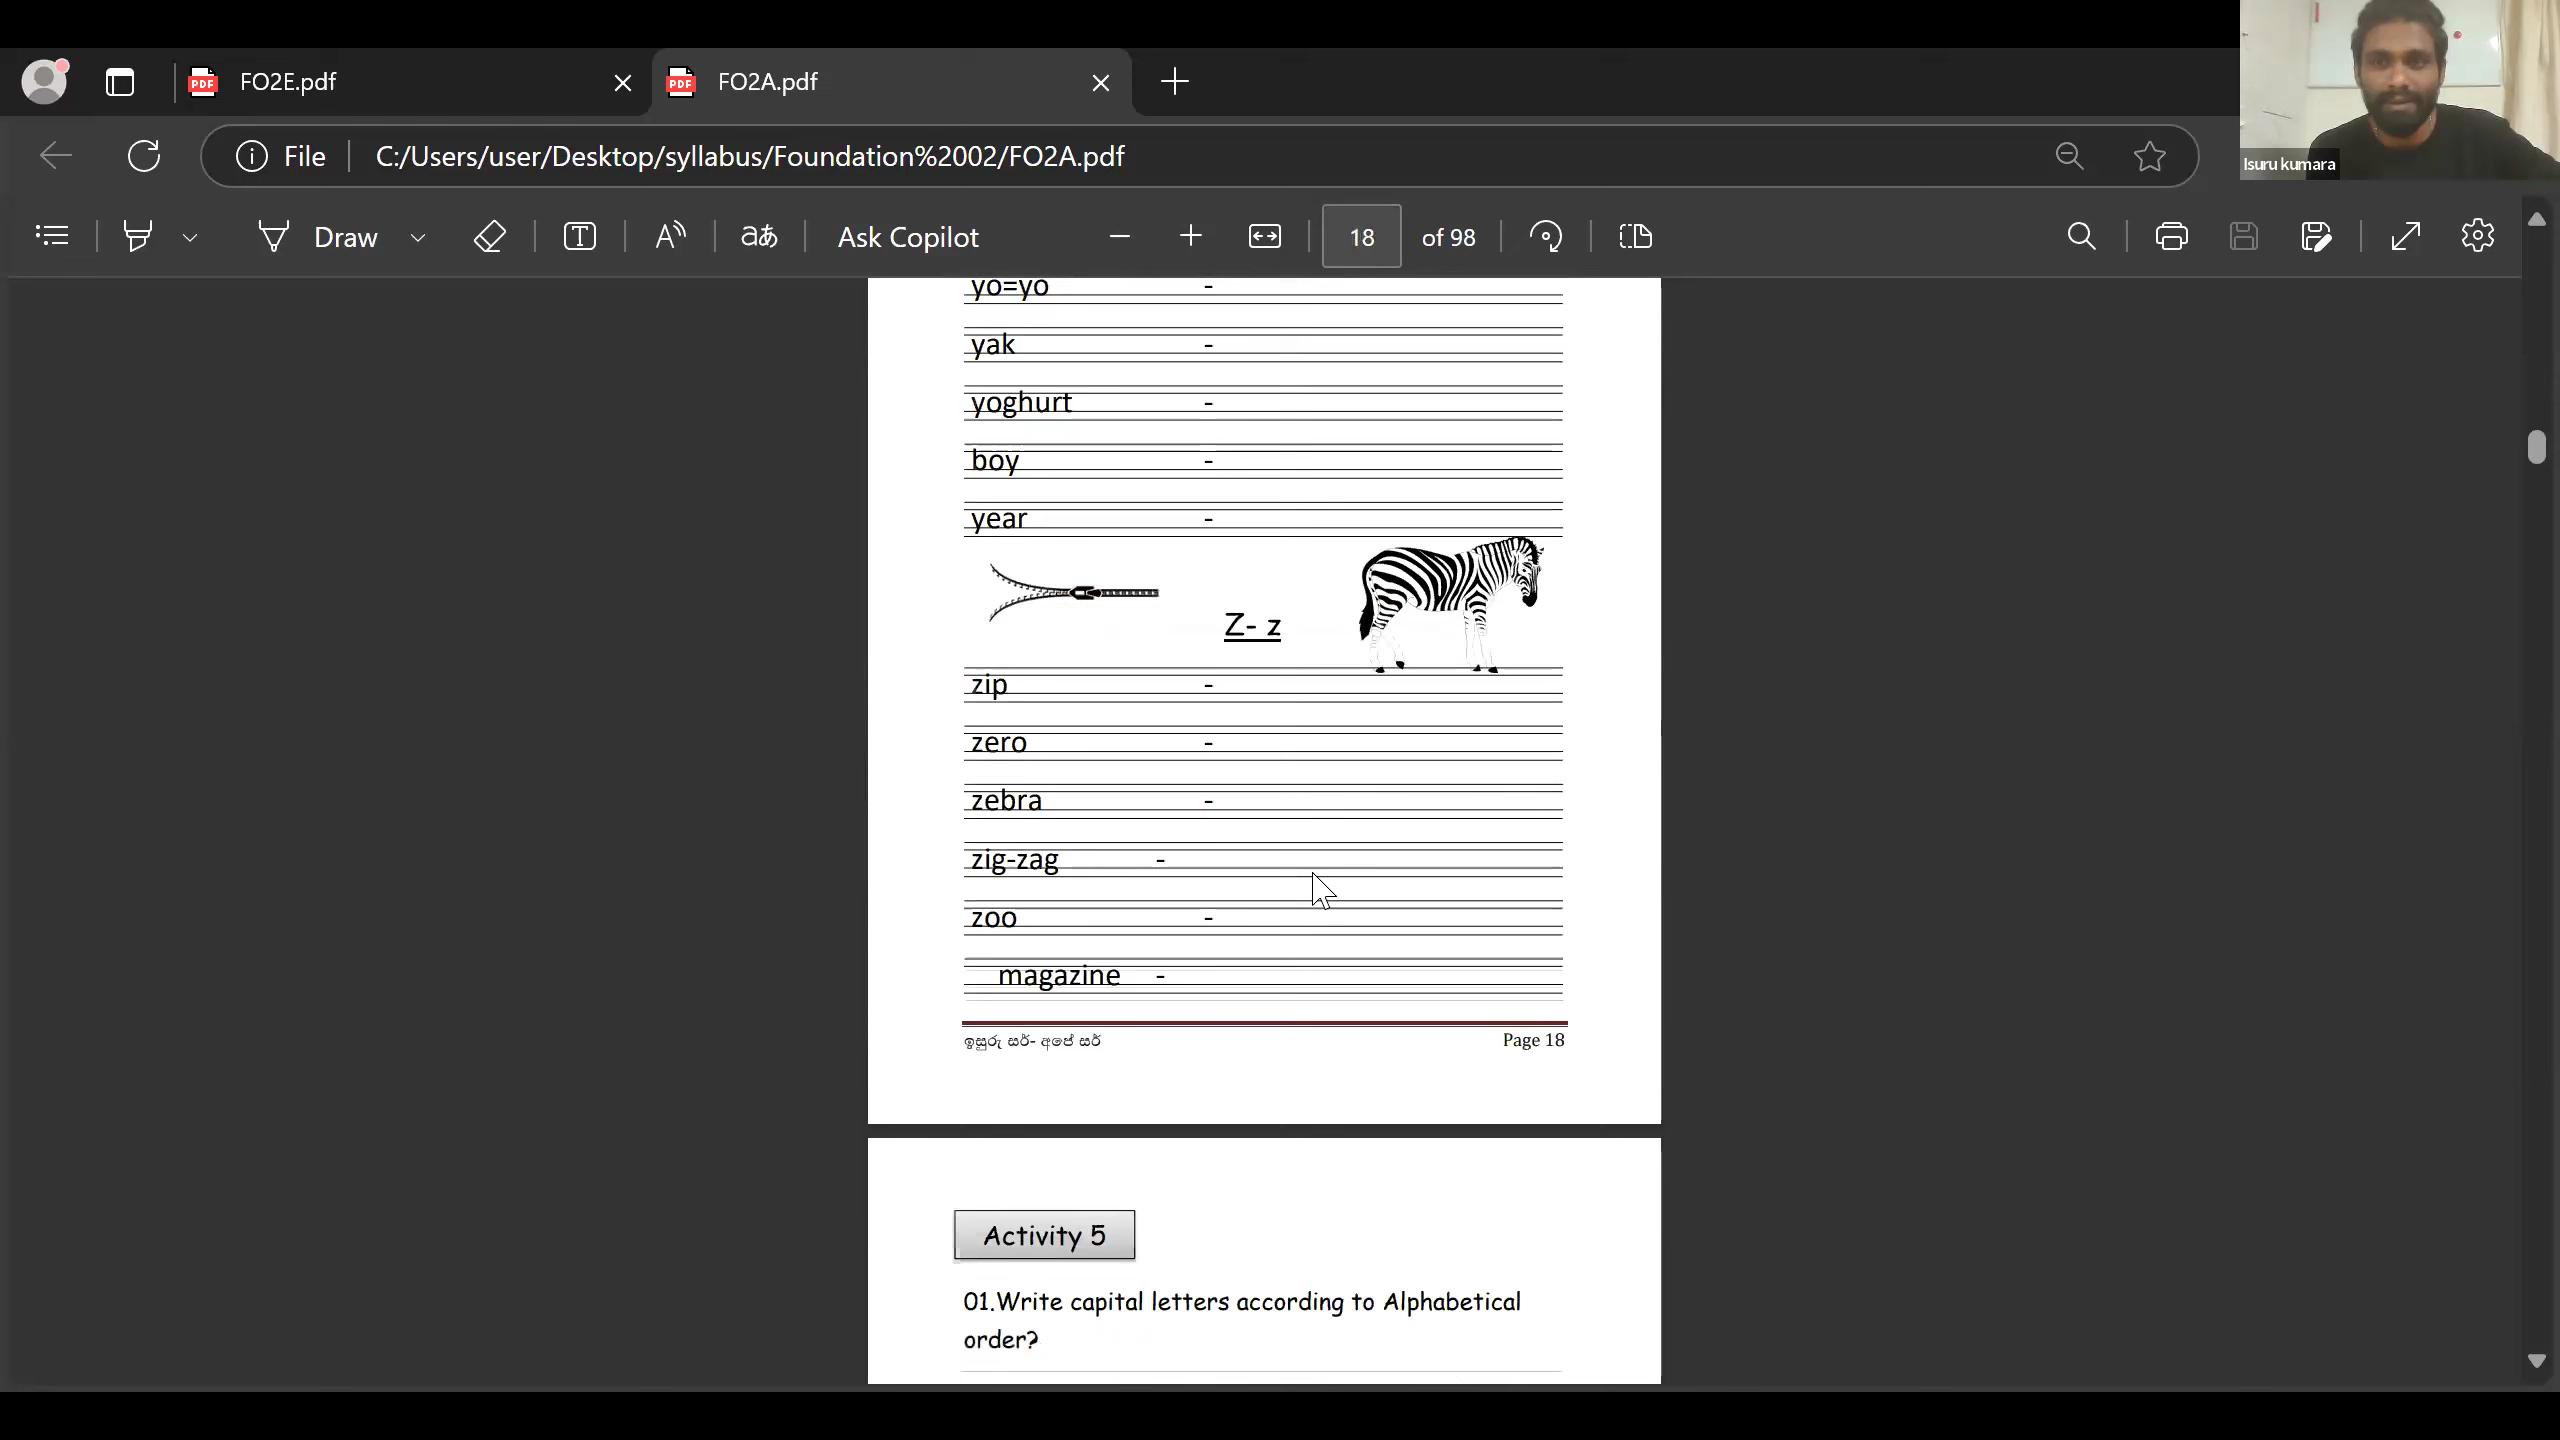 FO2E.pdf
FO2A.pdf
File
C:/Users/user/Desktop/syllabus/Foundation%2002/FO2A.pdf
Isuru kumara
Draw
aあ
Ask Copilot
18 of 98
yo=yo -
yak -
yoghurt -
boy -
year -
Z- z
zip -
zero -
zebra -
zig-zag -
zoo -
magazine -
ඉසුරු සර්- අපේ සර්
Page 18
Activity 5
01.Write capital letters according to Alphabetical
order?